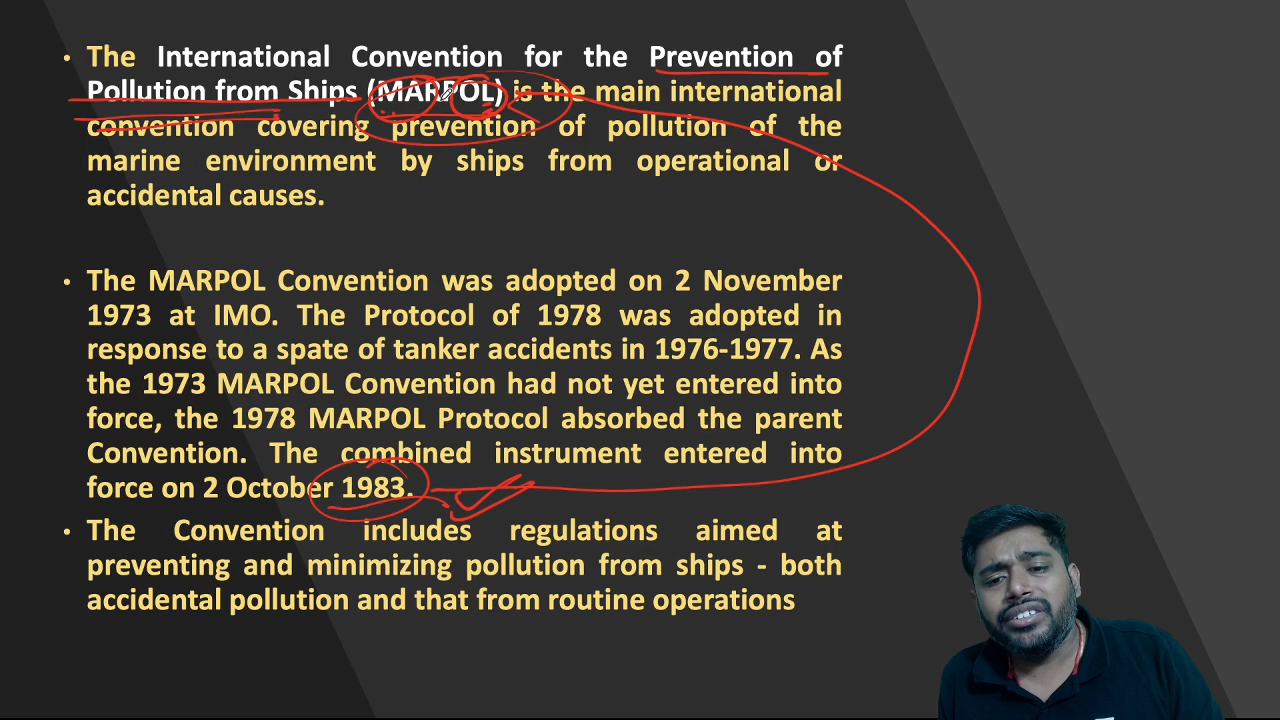 • The International Convention for the Prevention of
Pollution from Ships (MARPOL) is the main international
convention covering prevention of pollution of the
marine environment by ships from operational or
accidental causes.
• The MARPOL Convention was adopted on 2 November
1973 at IMO. The Protocol of 1978 was adopted in
response to a spate of tanker accidents in 1976-1977. As
the 1973 MARPOL Convention had not yet entered into
force, the 1978 MARPOL Protocol absorbed the parent
Convention. The combined instrument entered into
force on 2 October 1983.
• The Convention includes regulations aimed at
preventing and minimizing pollution from ships - both
accidental pollution and that from routine operations